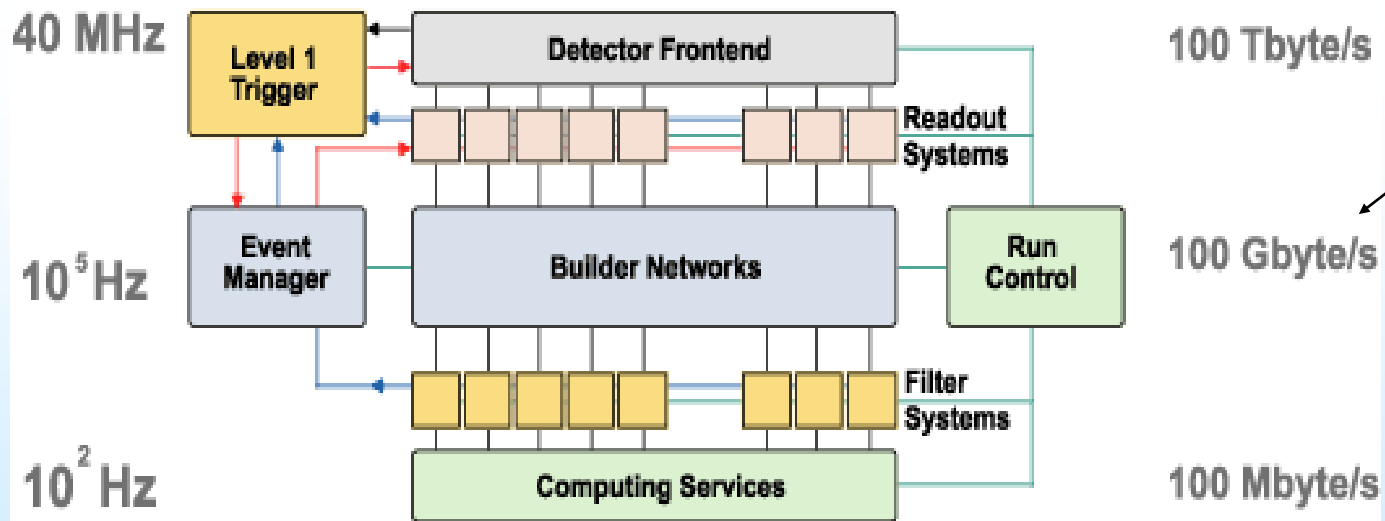 40 MHz
Level 1
Trigger
Detector Frontend
100 Tbyte/s
Readout
Systems
10⁵ Hz
Event
Manager
Builder Networks
Run
Control
100 Gbyte/s
Filter
Systems
10² Hz
Computing Services
100 Mbyte/s